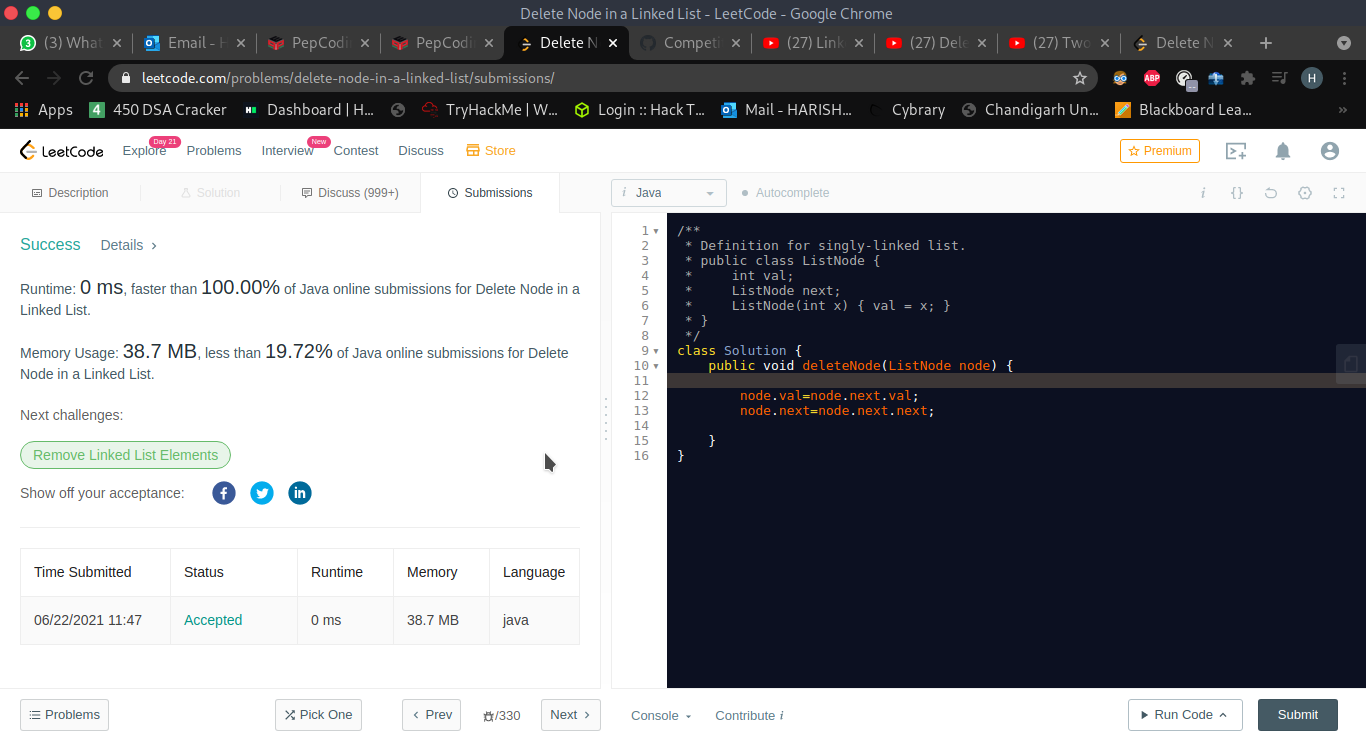 Delete Node in a Linked List - LeetCode - Google Chrome
3 (3) What Email - H PepCodi PepCodi Delete N Competi (27) Link (27) Dele (27) Two Delete N
leetcode.com/problems/delete-node-in-a-linked-list/submissions/ ABP H
Apps 4 450 DSA Cracker Dashboard | H... TryHackMe | W... Login :: Hack T... Mail - HARISH... Cybrary Chandigarh Un... Blackboard Lea... »
LeetCode Explore Day 21 Problems Interview New Contest Discuss Store Premium
Description Solution Discuss (999+) Submissions i Java Autocomplete i {}
Success Details >
Runtime: 0 ms, faster than 100.00% of Java online submissions for Delete Node in a
Linked List.
Memory Usage: 38.7 MB, less than 19.72% of Java online submissions for Delete
Node in a Linked List.
Next challenges:
Remove Linked List Elements
Show off your acceptance: f in
Time Submitted Status Runtime Memory Language
06/22/2021 11:47 Accepted 0 ms 38.7 MB java
1 /**
2 * Definition for singly-linked list.
3 * public class ListNode {
4 * int val;
5 * ListNode next;
6 * ListNode(int x) { val = x; }
7 * }
8 */
9 class Solution {
10 public void deleteNode(ListNode node) {
11
12 node.val=node.next.val;
13 node.next=node.next.next;
14
15 }
16 }
Problems Pick One < Prev /330 Next > Console Contribute i Run Code Submit